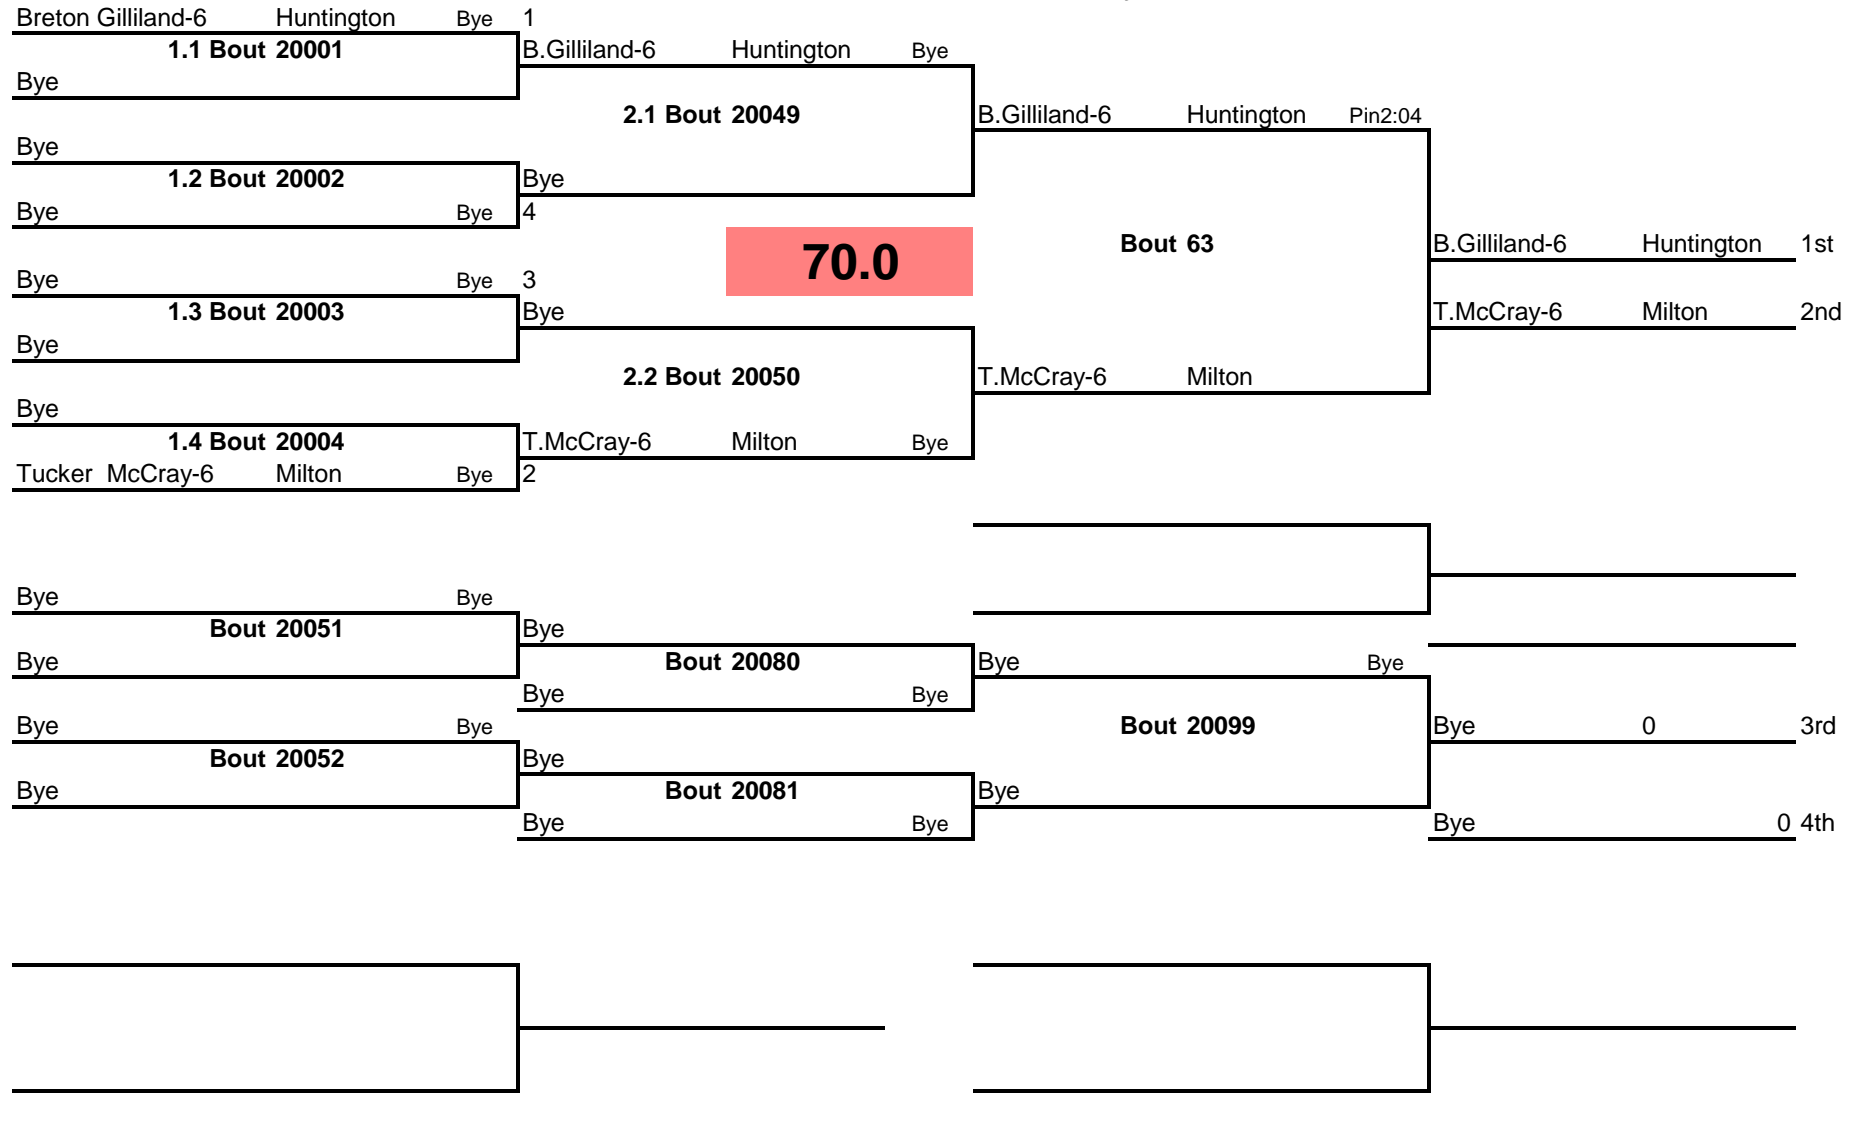 Breton Gilliland-6 Huntington Bye 1
1.1 Bout 20001 B.Gilliland-6 Huntington Bye
Bye
2.1 Bout 20049 B.Gilliland-6 Huntington Pin2:04
Bye
1.2 Bout 20002 Bye
Bye Bye 4
70.0 Bout 63 B.Gilliland-6 Huntington 1st
Bye Bye 3
1.3 Bout 20003 Bye T.McCray-6 Milton 2nd
Bye
2.2 Bout 20050 T.McCray-6 Milton
Bye
1.4 Bout 20004 T.McCray-6 Milton Bye
Tucker McCray-6 Milton Bye 2
Bye Bye
Bout 20051 Bye
Bye Bout 20080 Bye Bye
Bye Bye
Bye Bye Bout 20099 Bye 0 3rd
Bout 20052 Bye
Bye Bout 20081 Bye
Bye Bye Bye 0 4th